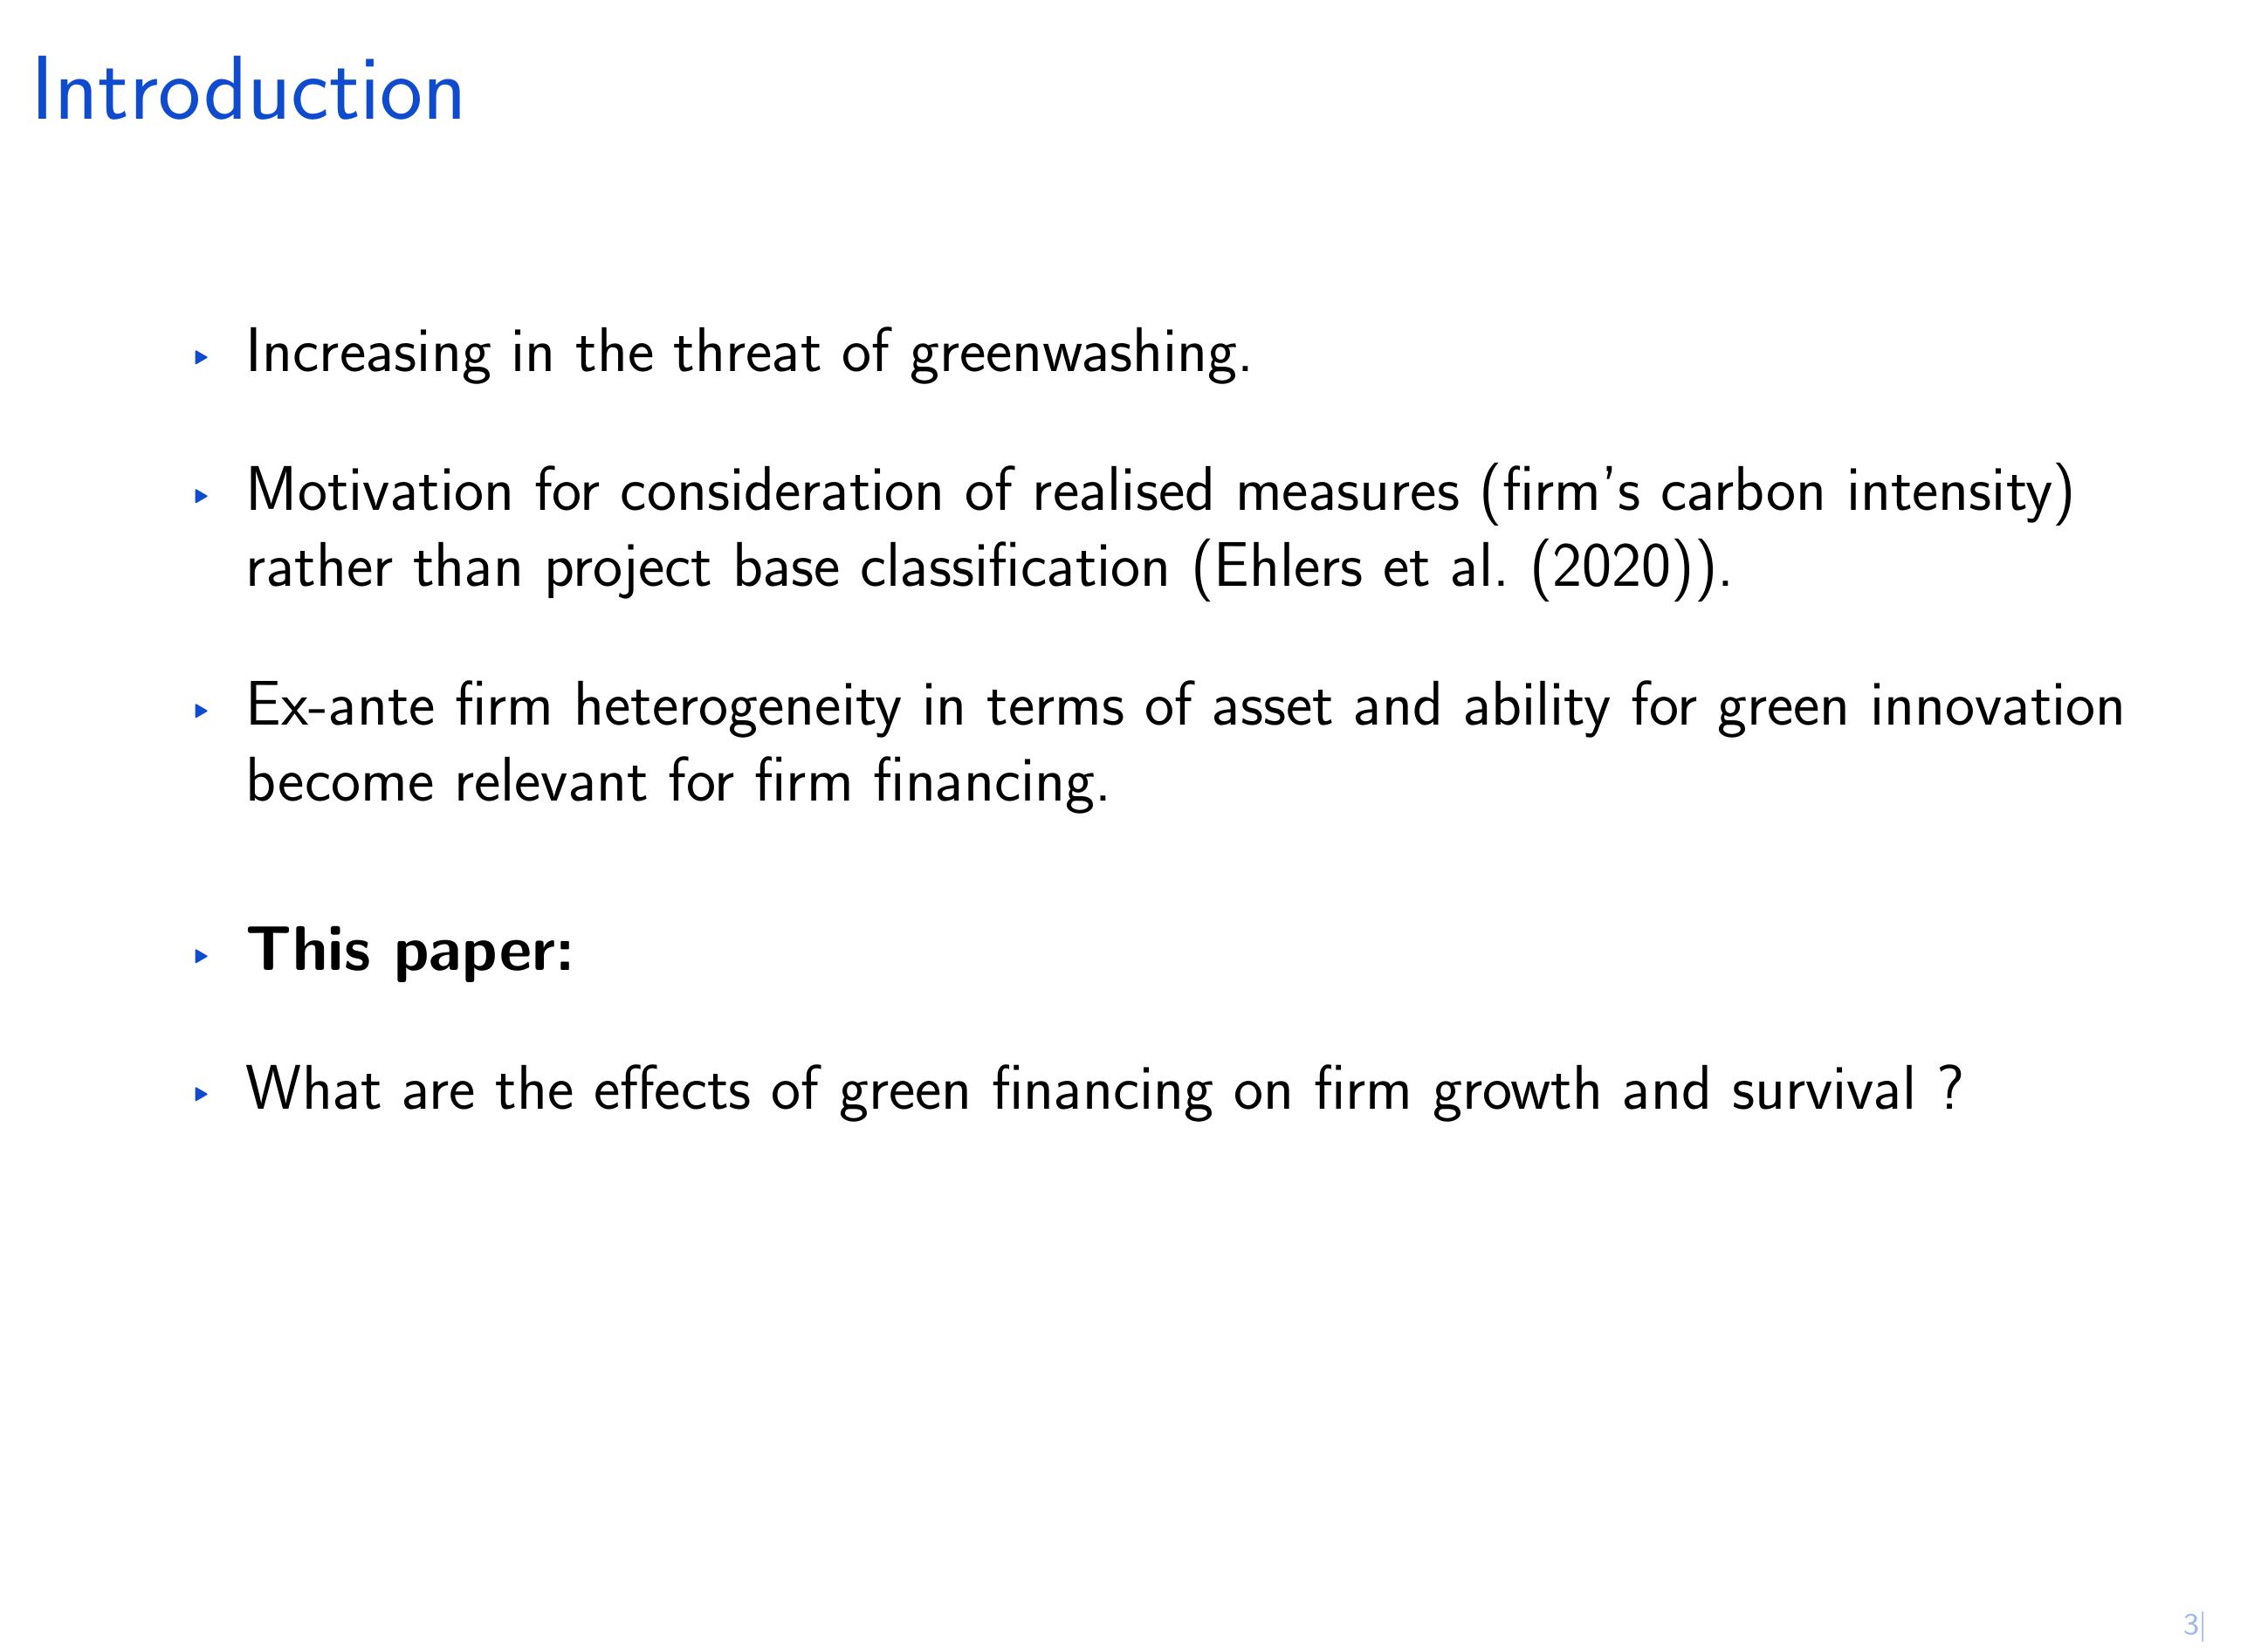 Introduction
▸ Increasing in the threat of greenwashing.
▸ Motivation for consideration of realised measures (firm's carbon intensity)
rather than project base classification (Ehlers et al. (2020)).
▸ Ex-ante firm heterogeneity in terms of asset and ability for green innovation
become relevant for firm financing.
▸ This paper:
▸ What are the effects of green financing on firm growth and survival ?
3|